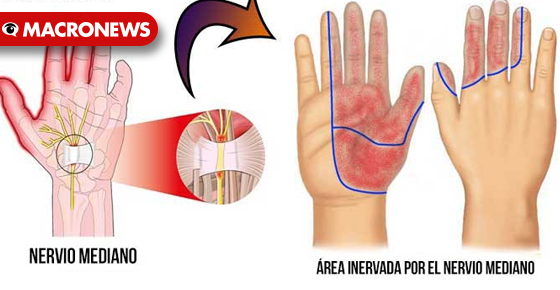 MACRONEWS
NERVIO MEDIANO
ÁREA INERVADA POR EL NERVIO MEDIANO